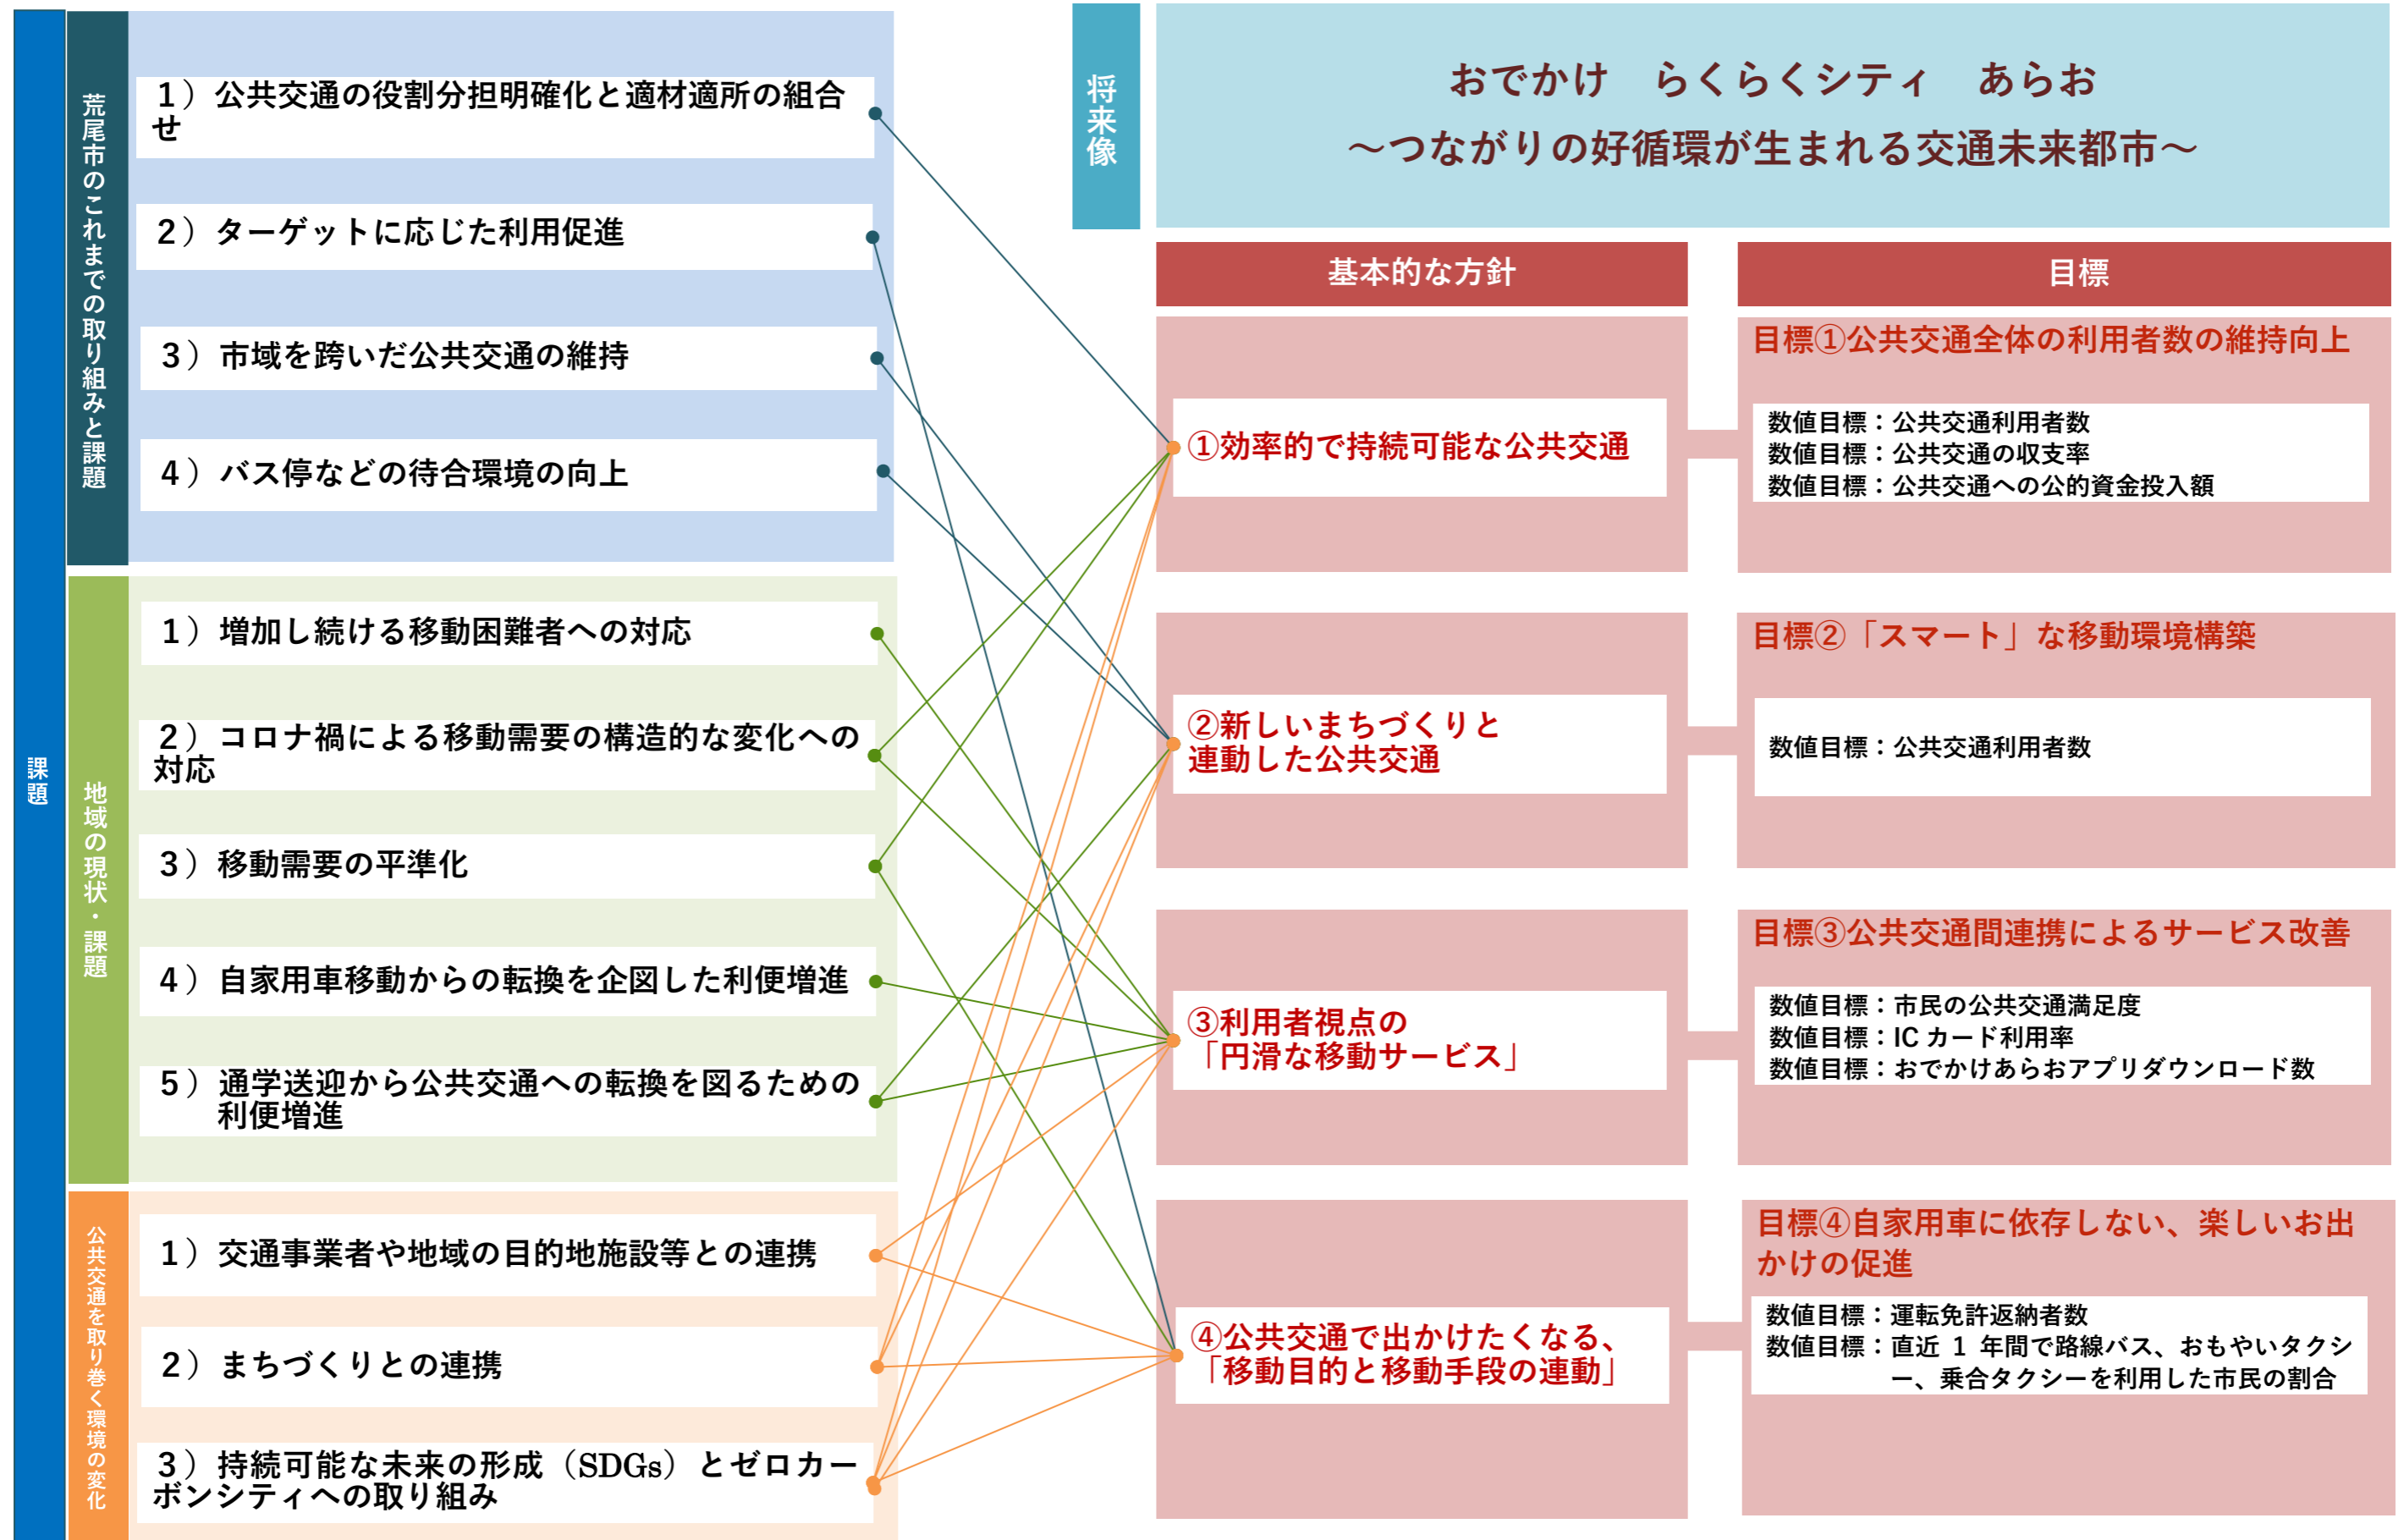 課題
荒尾市のこれまでの取り組みと課題
１）公共交通の役割分担明確化と適材適所の組合
せ
２）ターゲットに応じた利用促進
３）市域を跨いだ公共交通の維持
４）バス停などの待合環境の向上
地域の現状・課題
１）増加し続ける移動困難者への対応
２）コロナ禍による移動需要の構造的な変化への
対応
３）移動需要の平準化
４）自家用車移動からの転換を企図した利便増進
５）通学送迎から公共交通への転換を図るための
利便増進
公共交通を取り巻く環境の変化
１）交通事業者や地域の目的地施設等との連携
２）まちづくりとの連携
３）持続可能な未来の形成（SDGs）とゼロカー
ボンシティへの取り組み
将来像
おでかけ　らくらくシティ　あらお
～つながりの好循環が生まれる交通未来都市～
基本的な方針
目標
①効率的で持続可能な公共交通
目標①公共交通全体の利用者数の維持向上
数値目標：公共交通利用者数
数値目標：公共交通の収支率
数値目標：公共交通への公的資金投入額
②新しいまちづくりと
連動した公共交通
目標②「スマート」な移動環境構築
数値目標：公共交通利用者数
③利用者視点の
「円滑な移動サービス」
目標③公共交通間連携によるサービス改善
数値目標：市民の公共交通満足度
数値目標：IC カード利用率
数値目標：おでかけあらおアプリダウンロード数
④公共交通で出かけたくなる、
「移動目的と移動手段の連動」
目標④自家用車に依存しない、楽しいお出
かけの促進
数値目標：運転免許返納者数
数値目標：直近 1 年間で路線バス、おもやいタクシ
ー、乗合タクシーを利用した市民の割合